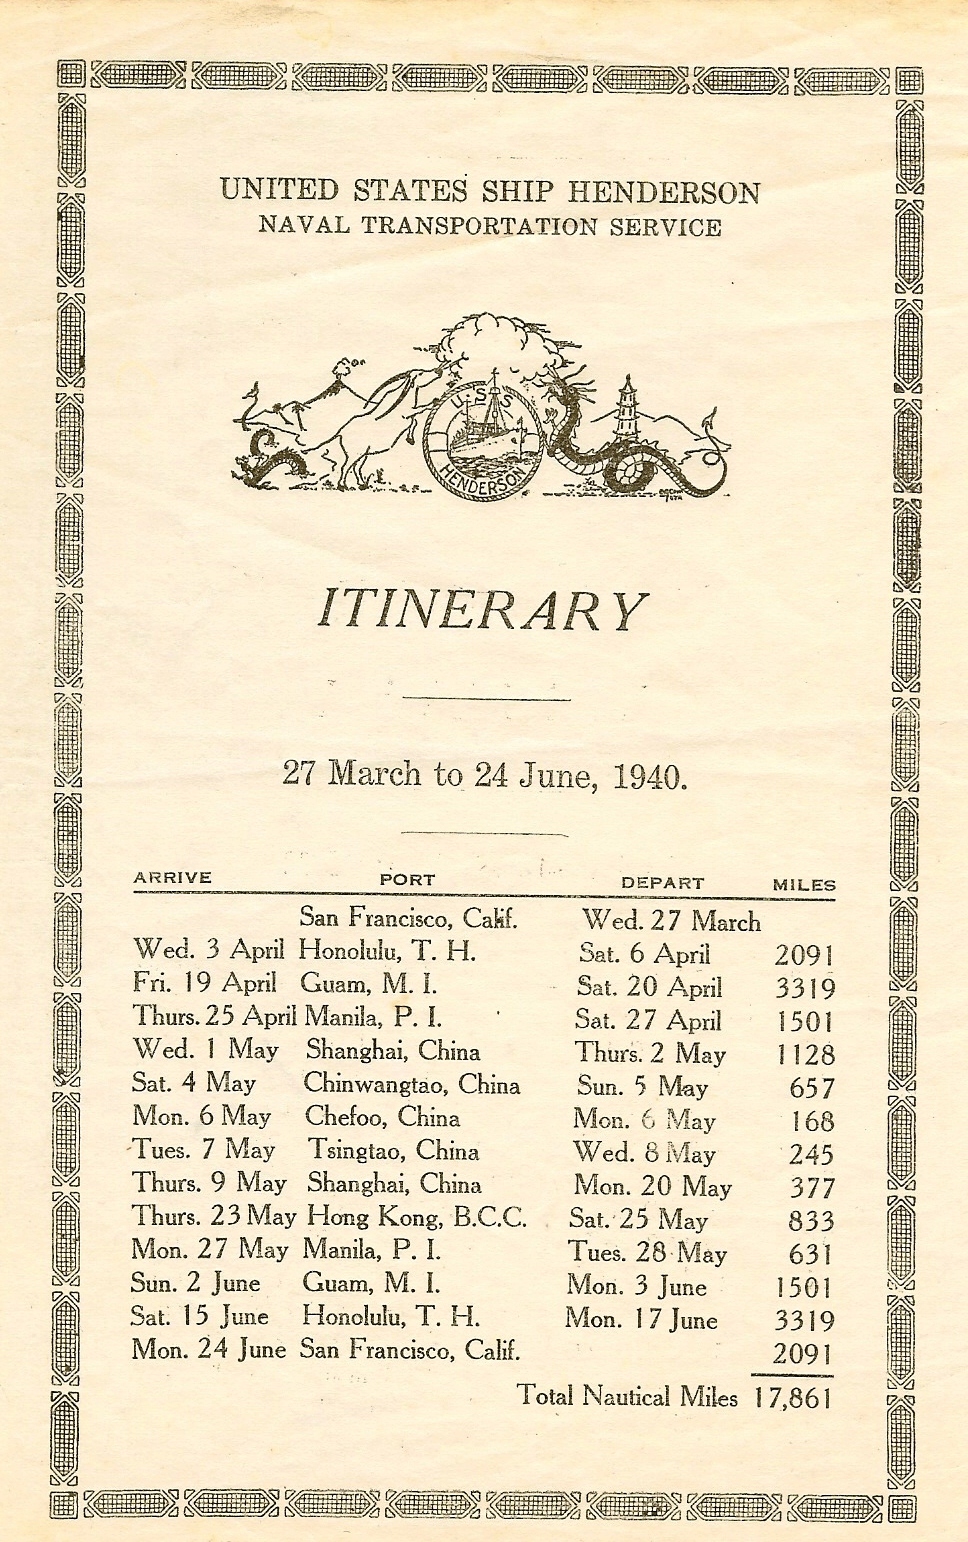 UNITED STATES SHIP HENDERSON
NAVAL TRANSPORTATION SERVICE
U.S.S.
HENDERSON
ITINERARY
27 March to 24 June, 1940.
ARRIVE PORT DEPART MILES
San Francisco, Calif. Wed. 27 March
Wed. 3 April Honolulu, T. H. Sat. 6 April 2091
Fri. 19 April Guam, M. I. Sat. 20 April 3319
Thurs. 25 April Manila, P. I. Sat. 27 April 1501
Wed. 1 May Shanghai, China Thurs. 2 May 1128
Sat. 4 May Chinwangtao, China Sun. 5 May 657
Mon. 6 May Chefoo, China Mon. 6 May 168
Tues. 7 May Tsingtao, China Wed. 8 May 245
Thurs. 9 May Shanghai, China Mon. 20 May 377
Thurs. 23 May Hong Kong, B.C.C. Sat. 25 May 833
Mon. 27 May Manila, P. I. Tues. 28 May 631
Sun. 2 June Guam, M. I. Mon. 3 June 1501
Sat. 15 June Honolulu, T. H. Mon. 17 June 3319
Mon. 24 June San Francisco, Calif. 2091
Total Nautical Miles 17,861